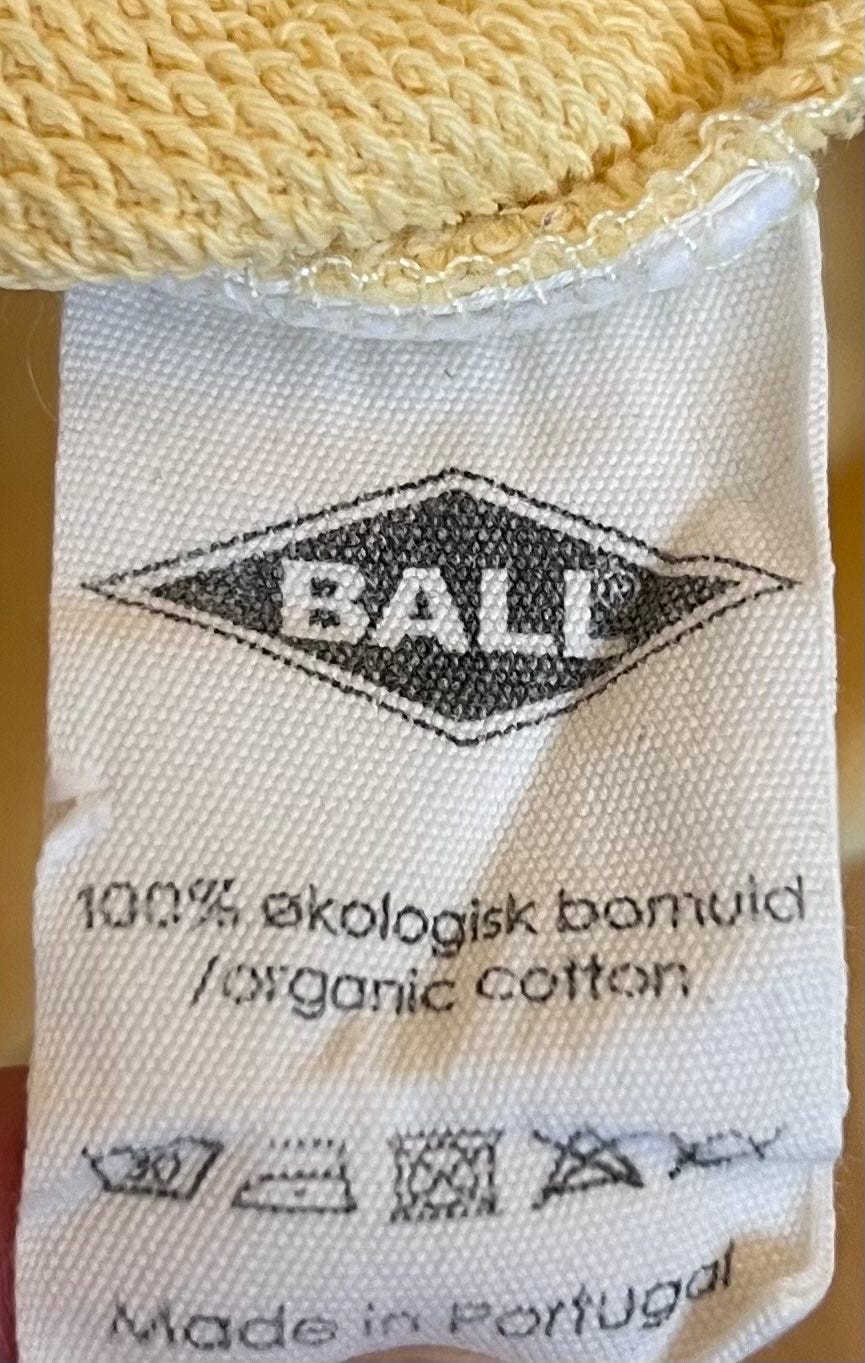 BALL®
100% økologisk bomuld
/organic cotton
30
Made in Portugal